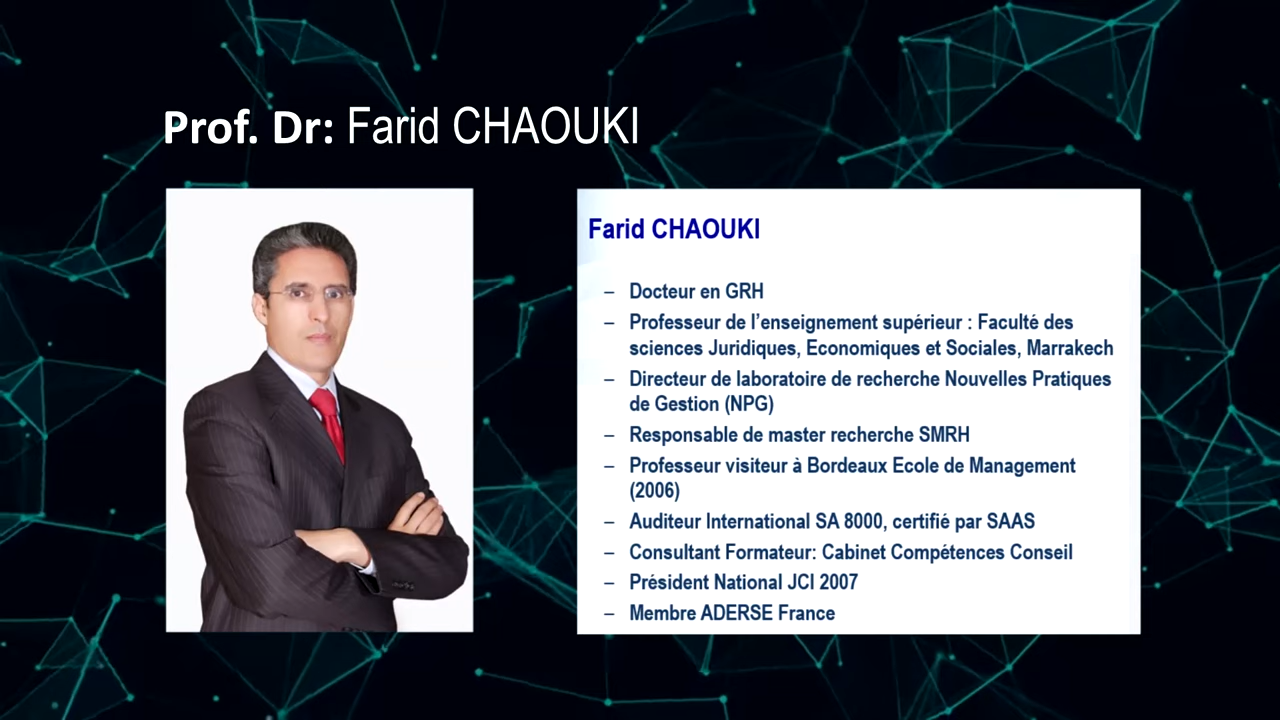 Prof. Dr: Farid CHAOUKI
Farid CHAOUKI
– Docteur en GRH
– Professeur de l’enseignement supérieur : Faculté des
sciences Juridiques, Economiques et Sociales, Marrakech
– Directeur de laboratoire de recherche Nouvelles Pratiques
de Gestion (NPG)
– Responsable de master recherche SMRH
– Professeur visiteur à Bordeaux Ecole de Management
(2006)
– Auditeur International SA 8000, certifié par SAAS
– Consultant Formateur: Cabinet Compétences Conseil
– Président National JCI 2007
– Membre ADERSE France